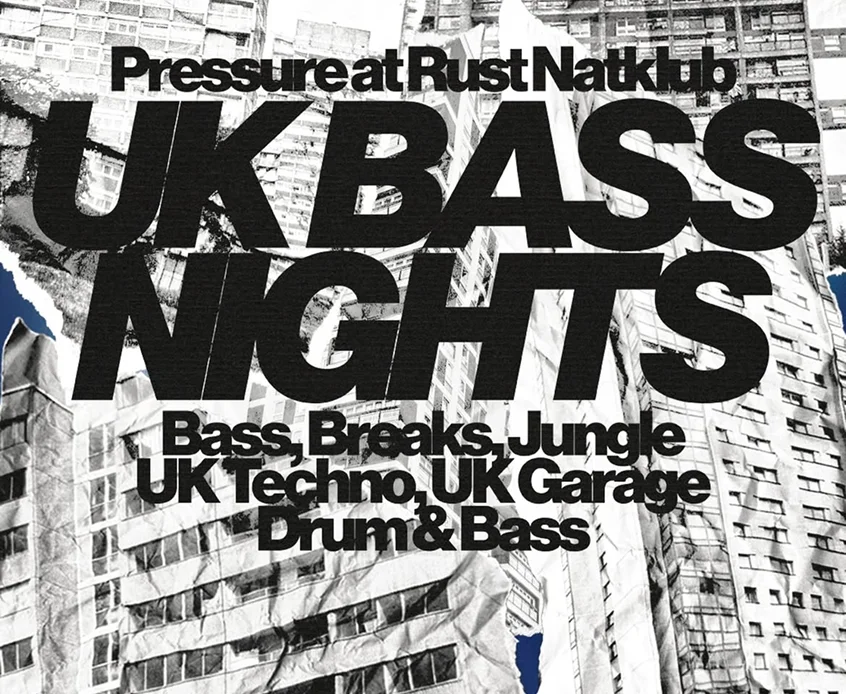 Pressure at Rust Natklub
UK BASS
NIGHTS
Bass, Breaks, Jungle
UK Techno, UK Garage
Drum & Bass